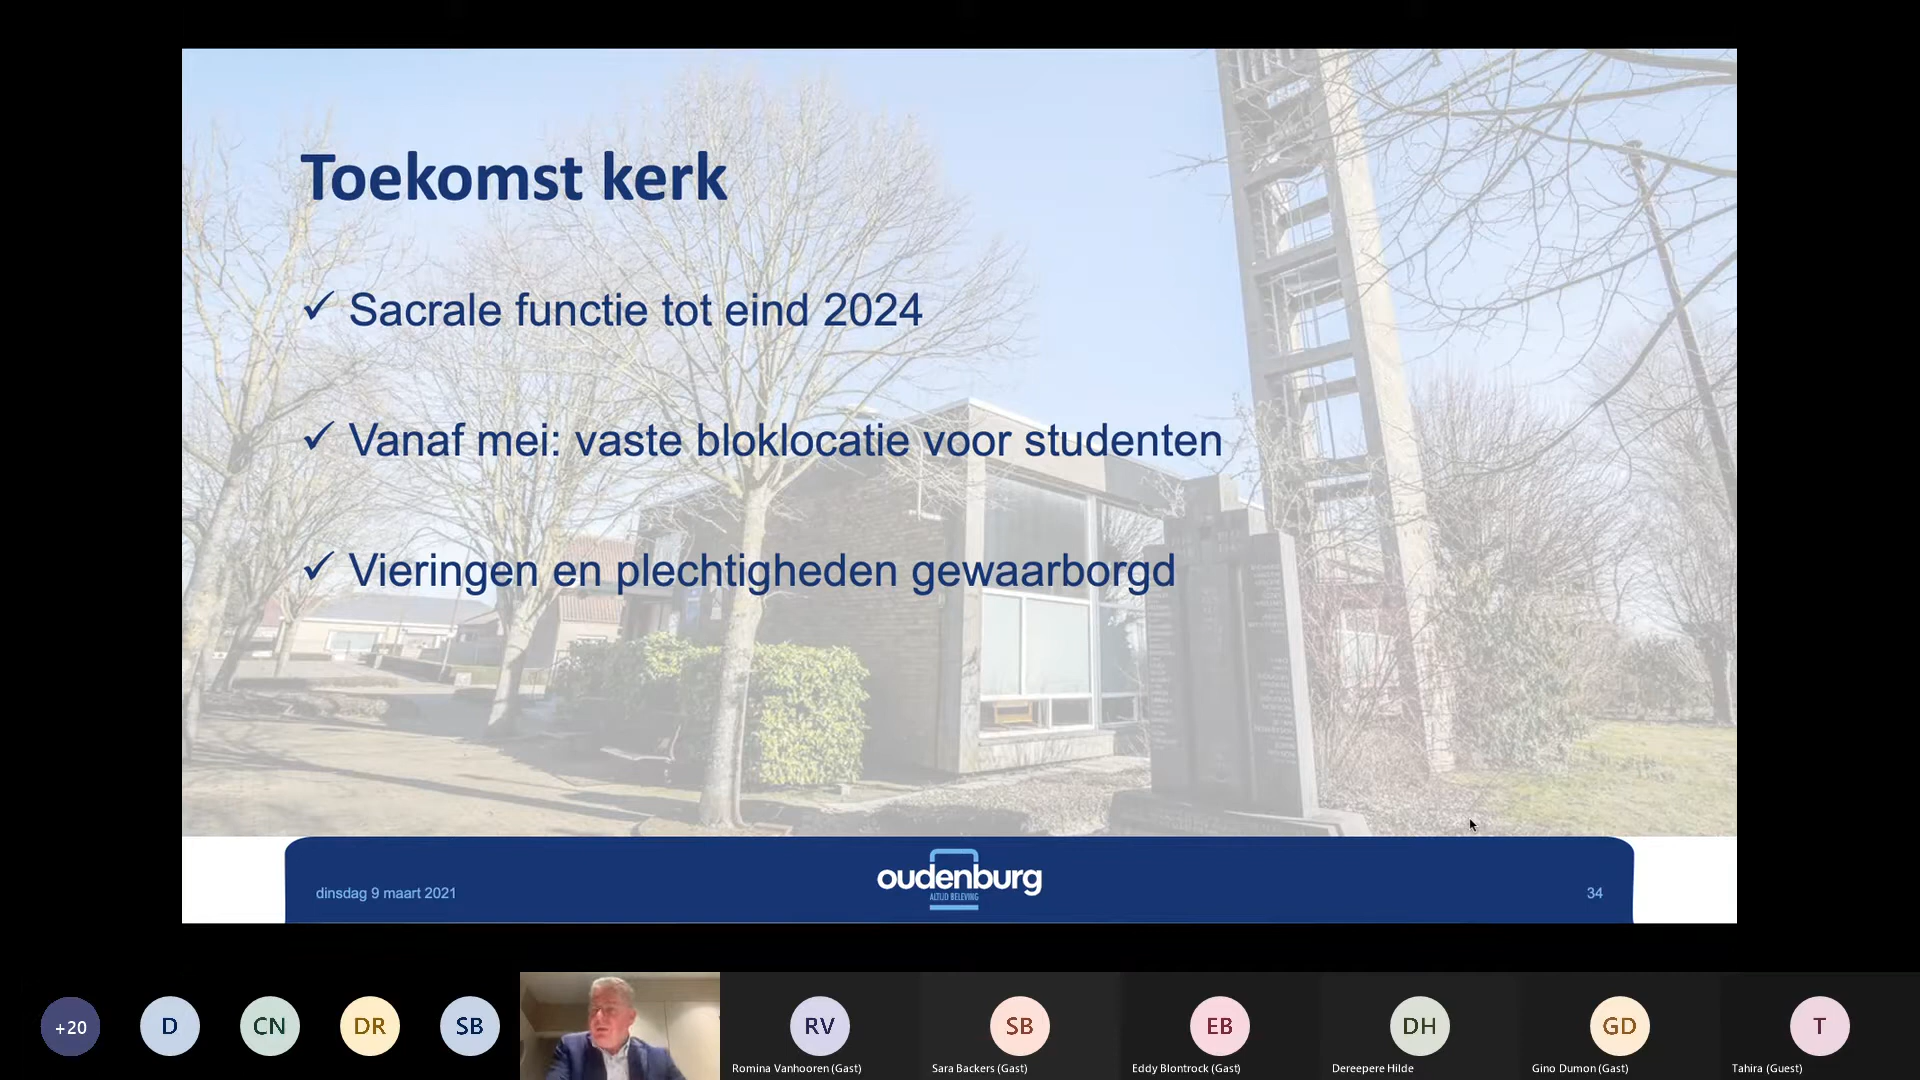 Toekomst kerk
✓ Sacrale functie tot eind 2024
✓ Vanaf mei: vaste bloklocatie voor studenten
✓ Vieringen en plechtigheden gewaarborgd
dinsdag 9 maart 2021
oudenburg
ALTIJD BELEVING
34
+20
D
CN
DR
SB
RV
SB
EB
DH
GD
T
Romina Vanhooren (Gast)
Sara Backers (Gast)
Eddy Blontrock (Gast)
Dereepere Hilde
Gino Dumon (Gast)
Tahira (Guest)